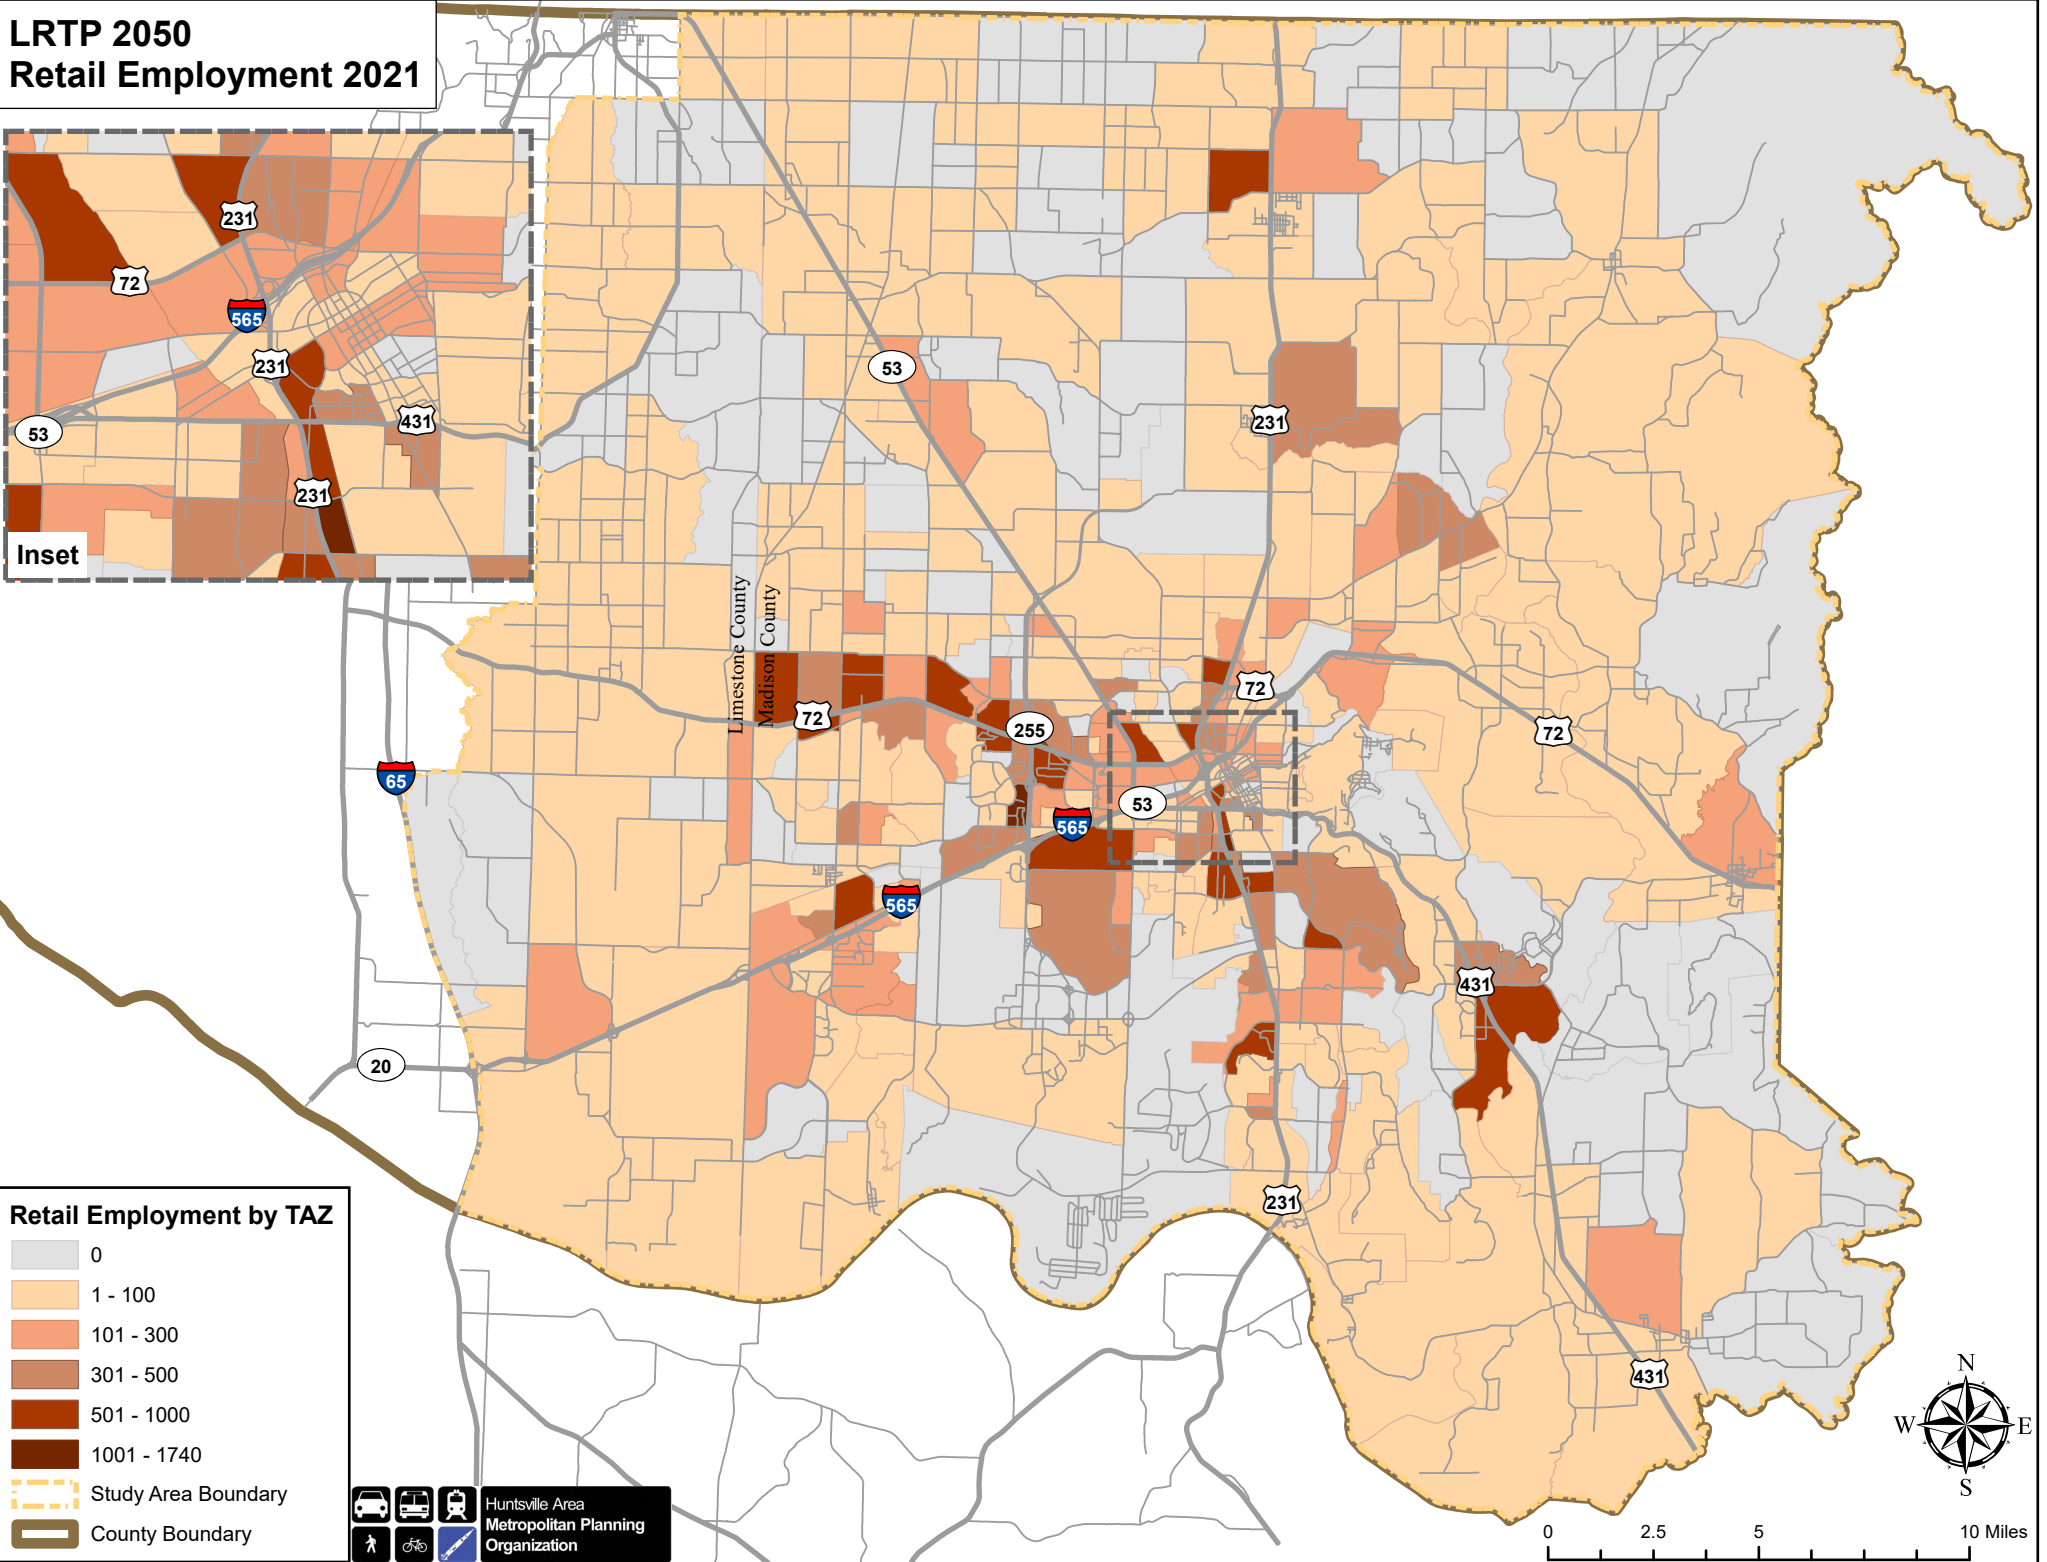 LRTP 2050
Retail Employment 2021
231
72
565
231
431
53
231
Inset
53
231
Limestone County
Madison County
72
72
255
72
65
53
565
565
431
20
231
431
Retail Employment by TAZ
0
1 - 100
101 - 300
301 - 500
501 - 1000
1001 - 1740
Study Area Boundary
County Boundary
Huntsville Area
Metropolitan Planning
Organization
N
W E
S
0 2.5 5 10 Miles